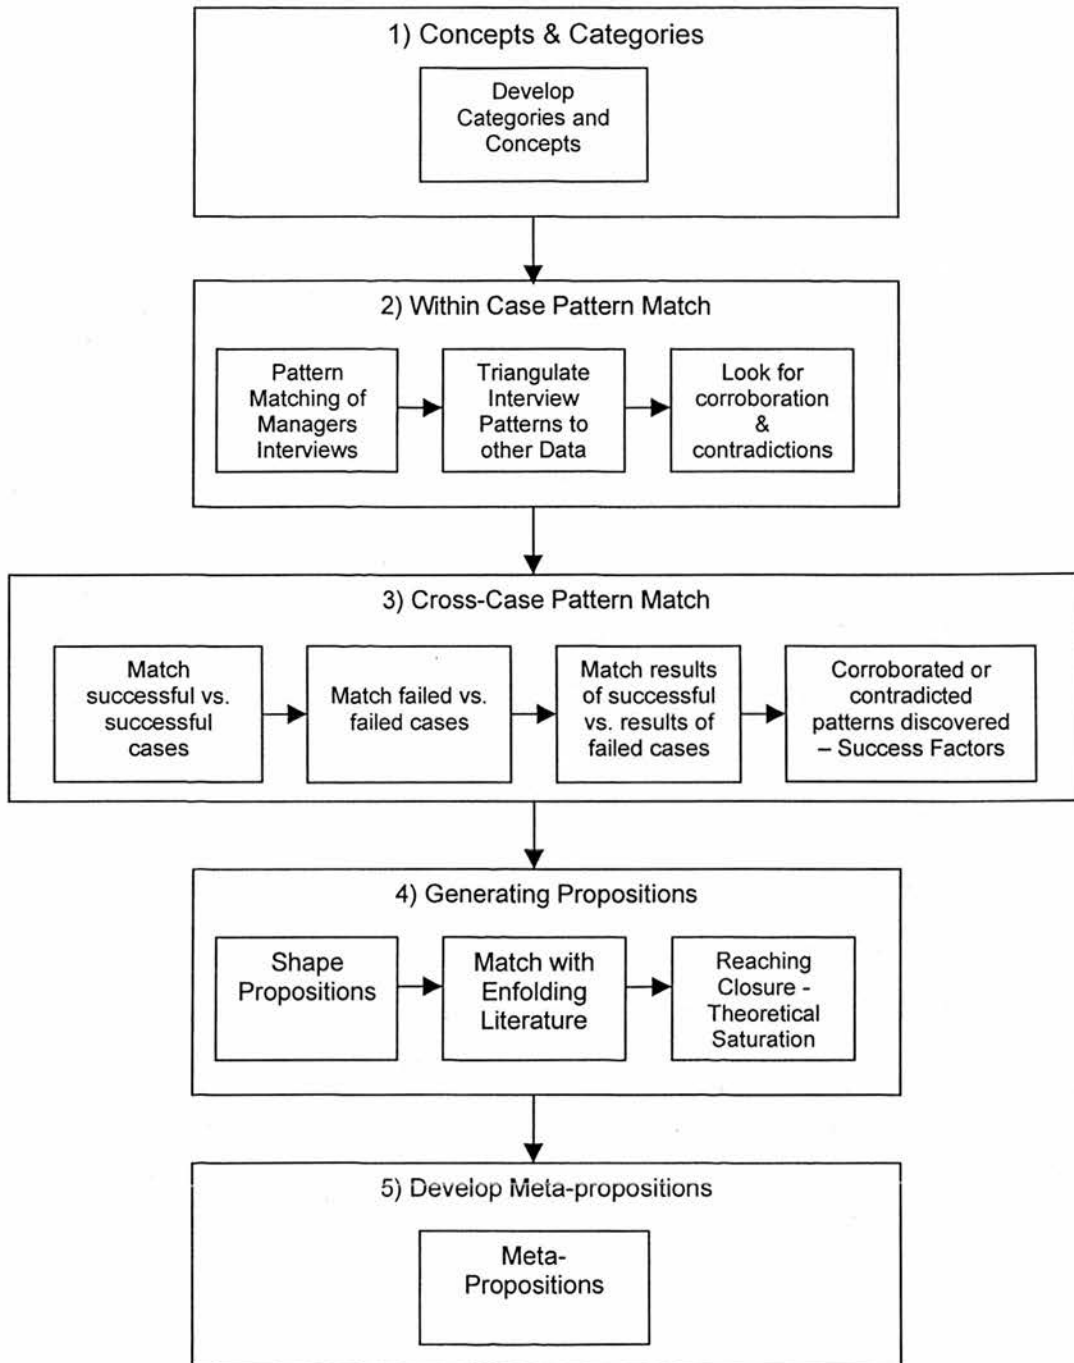 1) Concepts & Categories
Develop
Categories and
Concepts
2) Within Case Pattern Match
Pattern
Matching of
Managers
Interviews
Triangulate
Interview
Patterns to
other Data
Look for
corroboration
&
contradictions
3) Cross-Case Pattern Match
Match
successful vs.
successful
cases
Match failed vs.
failed cases
Match results
of successful
vs. results of
failed cases
Corroborated or
contradicted
patterns discovered
– Success Factors
4) Generating Propositions
Shape
Propositions
Match with
Enfolding
Literature
Reaching
Closure -
Theoretical
Saturation
5) Develop Meta-propositions
Meta-
Propositions